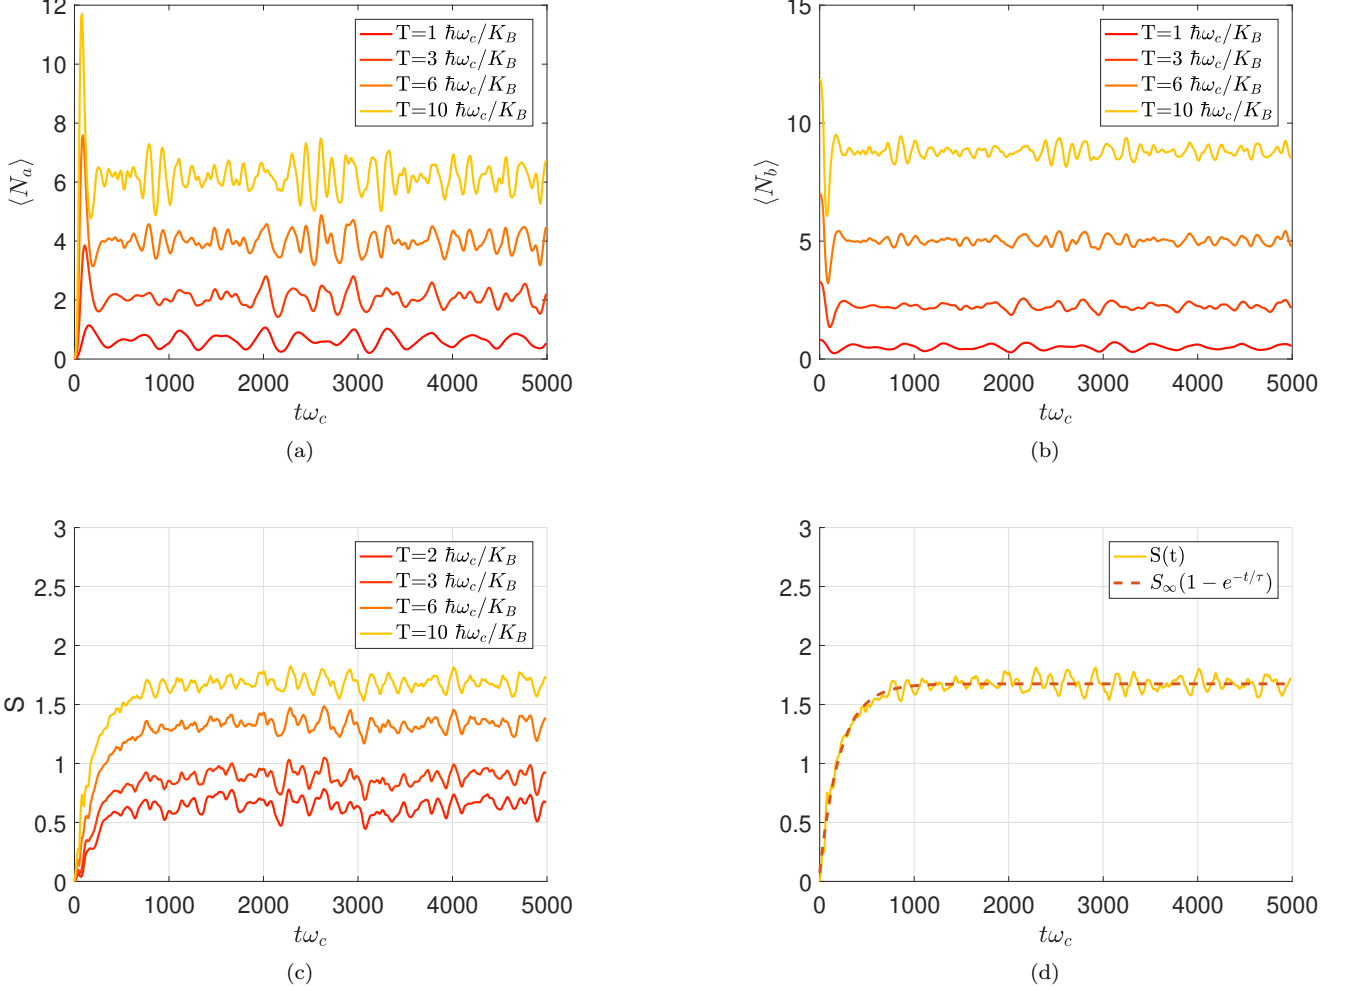 12
10
8
6
4
2
0
⟨N_a⟩
T=1 ℏω_c/K_B
T=3 ℏω_c/K_B
T=6 ℏω_c/K_B
T=10 ℏω_c/K_B
0 1000 2000 3000 4000 5000
tω_c
(a)
15
10
5
0
⟨N_b⟩
T=1 ℏω_c/K_B
T=3 ℏω_c/K_B
T=6 ℏω_c/K_B
T=10 ℏω_c/K_B
0 1000 2000 3000 4000 5000
tω_c
(b)
3
2.5
2
1.5
1
0.5
0
S
T=2 ℏω_c/K_B
T=3 ℏω_c/K_B
T=6 ℏω_c/K_B
T=10 ℏω_c/K_B
0 1000 2000 3000 4000 5000
tω_c
(c)
3
2.5
2
1.5
1
0.5
0
S(t)
S_∞(1 − e^{−t/τ})
0 1000 2000 3000 4000 5000
tω_c
(d)